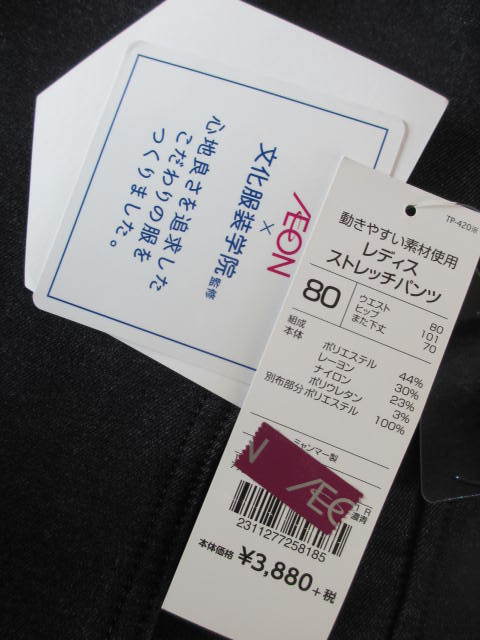 ÆON
×
文化服装学院 監修
心地良さを追求した
こだわりの服を
つくりました。
TP-420※
動きやすい素材使用
レディス
ストレッチパンツ
80
ウエスト 80
ヒップ 101
また下丈 70
組成
本体
ポリエステル 44%
レーヨン 30%
ナイロン 23%
ポリウレタン 3%
別布部分 ポリエステル 100%
ミャンマー製
N ÆO
濃青
2311277258185
本体価格 ¥3,880+税